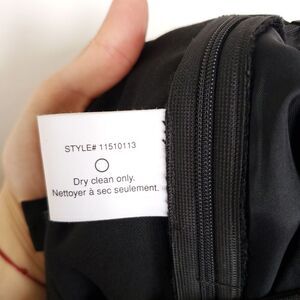 STYLE# 11510113
Dry clean only.
Nettoyer à sec seulement.